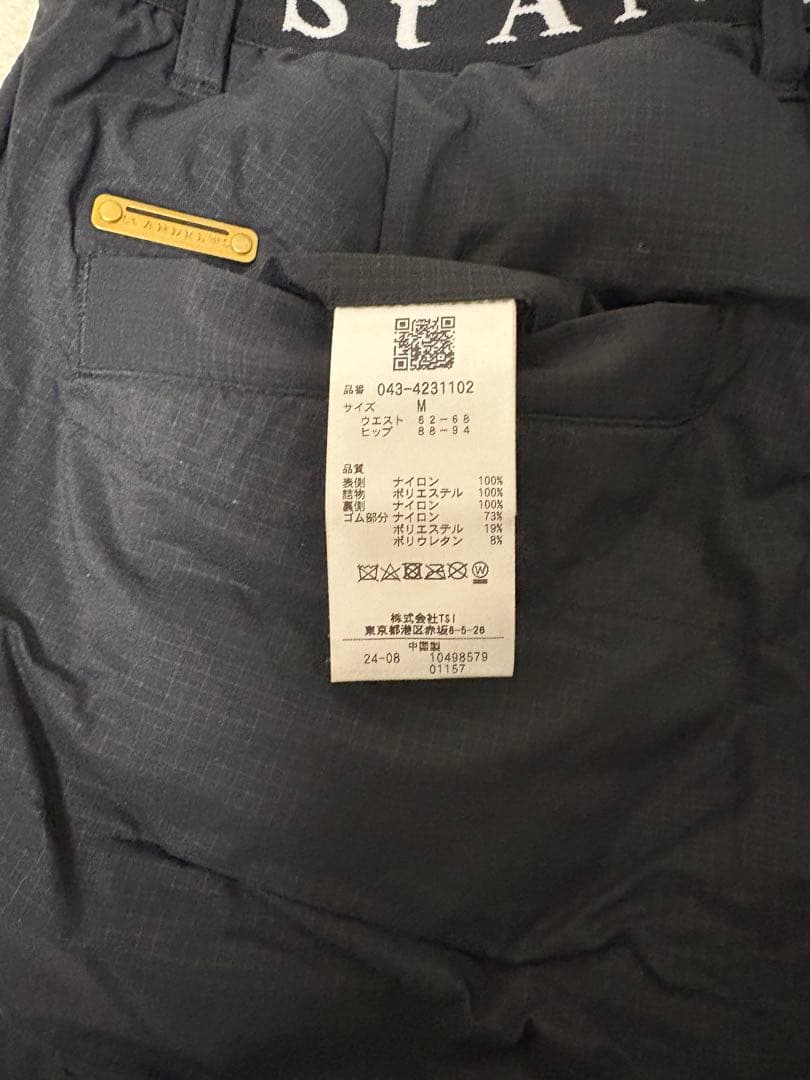 St AN
St ANDREWS
品番 043-4231102
サイズ M
ウエスト 62-68
ヒップ 88-94
品質
表側 ナイロン 100%
詰物 ポリエステル 100%
裏側 ナイロン 100%
ゴム部分 ナイロン 73%
ポリエステル 19%
ポリウレタン 8%
W
株式会社TSI
東京都港区赤坂8-5-26
中国製
24-08 10498579
01157